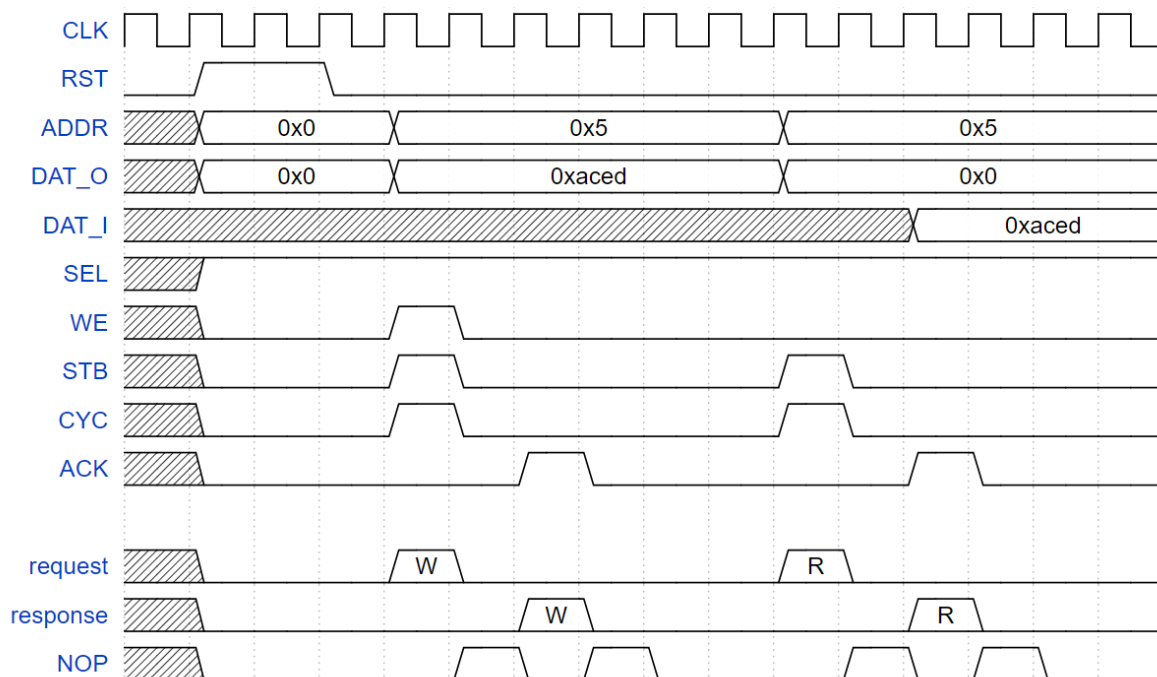 CLK
RST
ADDR 0x0 0x5 0x5
DAT_O 0x0 0xaced 0x0
DAT_I 0xaced
SEL
WE
STB
CYC
ACK
request W R
response W R
NOP